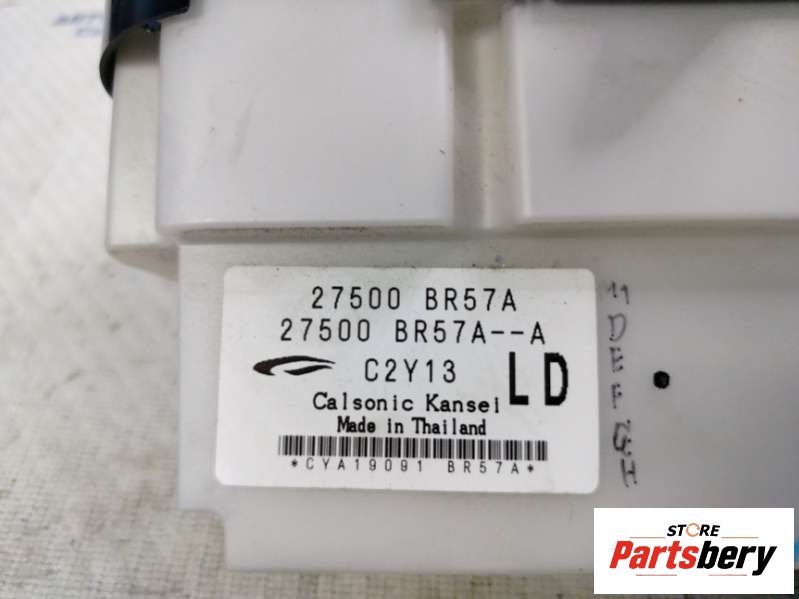 27500 BR57A
27500 BR57A--A
C2Y13 LD
Calsonic Kansei
Made in Thailand
*CYA19091 BR57A*
11
D
E
F
G
H
STORE
Partsbery